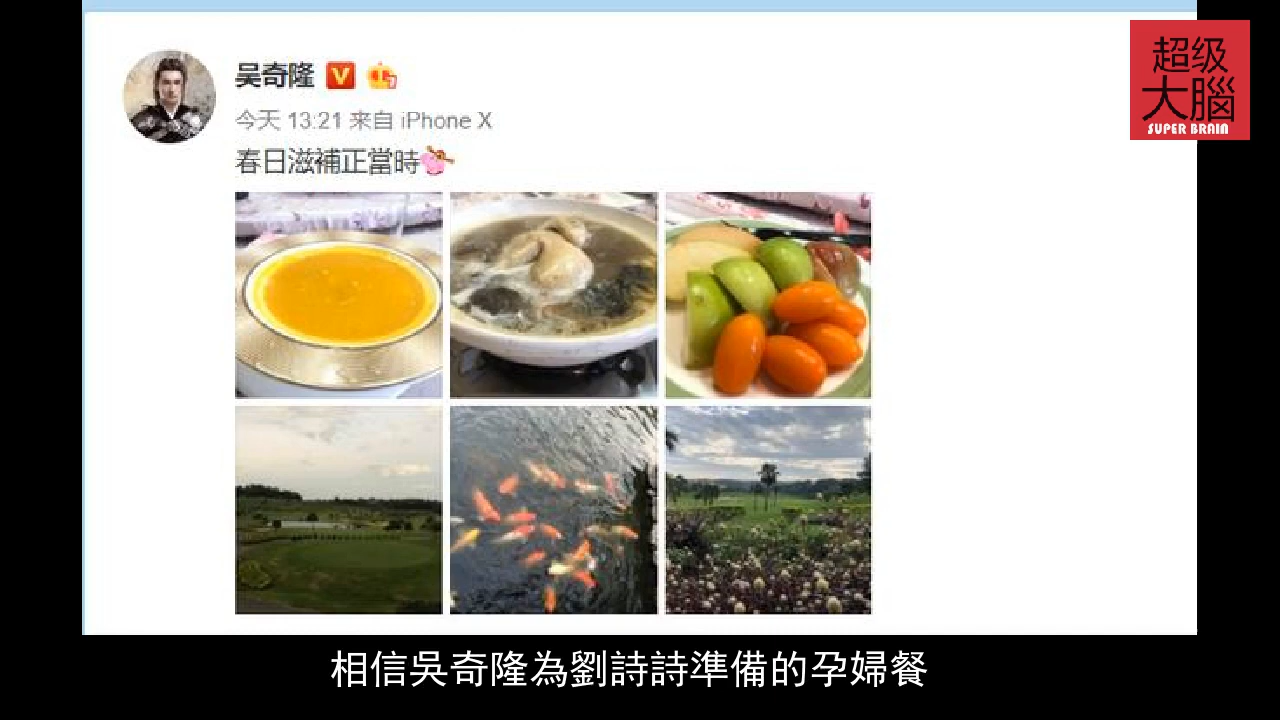 吴奇隆
今天 13:21 来自 iPhone X
春日滋補正當時
超级
大腦
SUPER BRAIN
相信吳奇隆為劉詩詩準備的孕婦餐